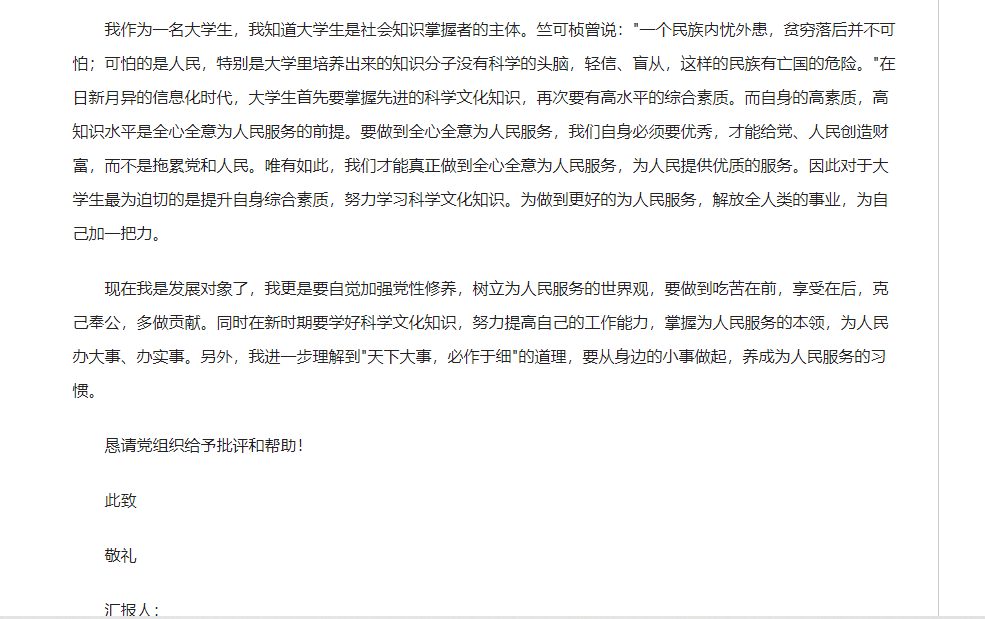 我作为一名大学生，我知道大学生是社会知识掌握者的主体。竺可桢曾说："一个民族内忧外患，贫穷落后并不可
怕；可怕的是人民，特别是大学里培养出来的知识分子没有科学的头脑，轻信、盲从，这样的民族有亡国的危险。"在
日新月异的信息化时代，大学生首先要掌握先进的科学文化知识，再次要有高水平的综合素质。而自身的高素质，高
知识水平是全心全意为人民服务的前提。要做到全心全意为人民服务，我们自身必须要优秀，才能给党、人民创造财
富，而不是拖累党和人民。唯有如此，我们才能真正做到全心全意为人民服务，为人民提供优质的服务。因此对于大
学生最为迫切的是提升自身综合素质，努力学习科学文化知识。为做到更好的为人民服务，解放全人类的事业，为自
己加一把力。
现在我是发展对象了，我更是要自觉加强党性修养，树立为人民服务的世界观，要做到吃苦在前，享受在后，克
己奉公，多做贡献。同时在新时期要学好科学文化知识，努力提高自己的工作能力，掌握为人民服务的本领，为人民
办大事、办实事。另外，我进一步理解到"天下大事，必作于细"的道理，要从身边的小事做起，养成为人民服务的习
惯。
恳请党组织给予批评和帮助！
此致
敬礼
汇报人：